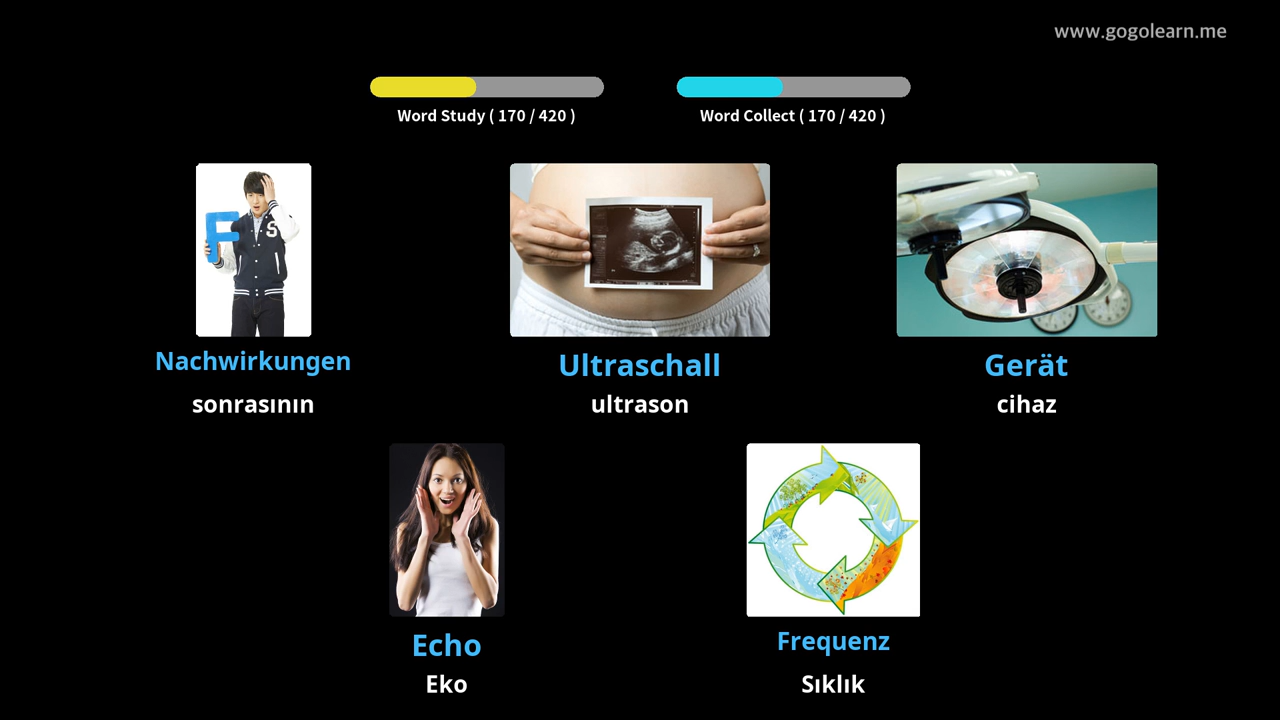 www.gogolearn.me
Word Study ( 170 / 420 )
Word Collect ( 170 / 420 )
F
S
Nachwirkungen
sonrasının
Ultraschall
ultrason
Gerät
cihaz
Echo
Eko
Frequenz
Sıklık